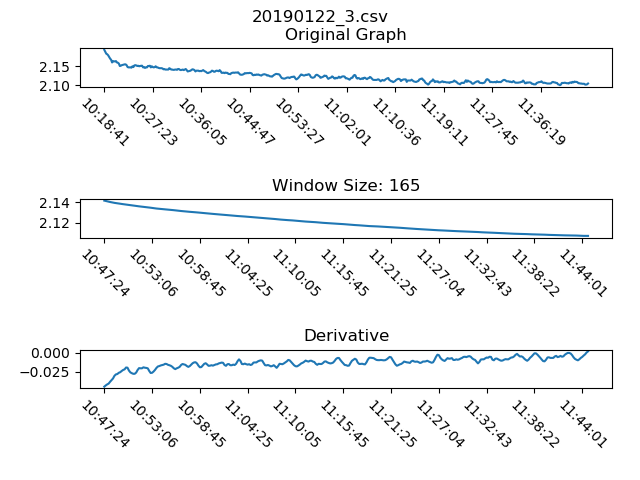 20190122_3.csv
Original Graph
2.15
2.10
10:18:41 10:27:23 10:36:05 10:44:47 10:53:27 11:02:01 11:10:36 11:19:11 11:27:45 11:36:19
Window Size: 165
2.14
2.12
10:47:24 10:53:06 10:58:45 11:04:25 11:10:05 11:15:45 11:21:25 11:27:04 11:32:43 11:38:22 11:44:01
Derivative
0.000
−0.025
10:47:24 10:53:06 10:58:45 11:04:25 11:10:05 11:15:45 11:21:25 11:27:04 11:32:43 11:38:22 11:44:01